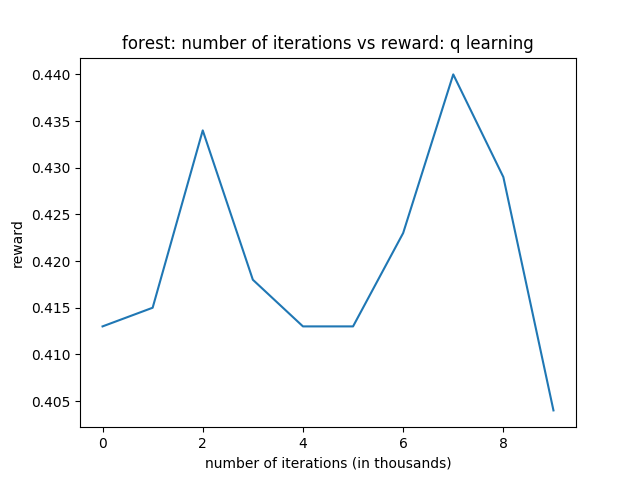 forest: number of iterations vs reward: q learning
0.440
0.435
0.430
0.425
0.420
0.415
0.410
0.405
reward
0 2 4 6 8
number of iterations (in thousands)